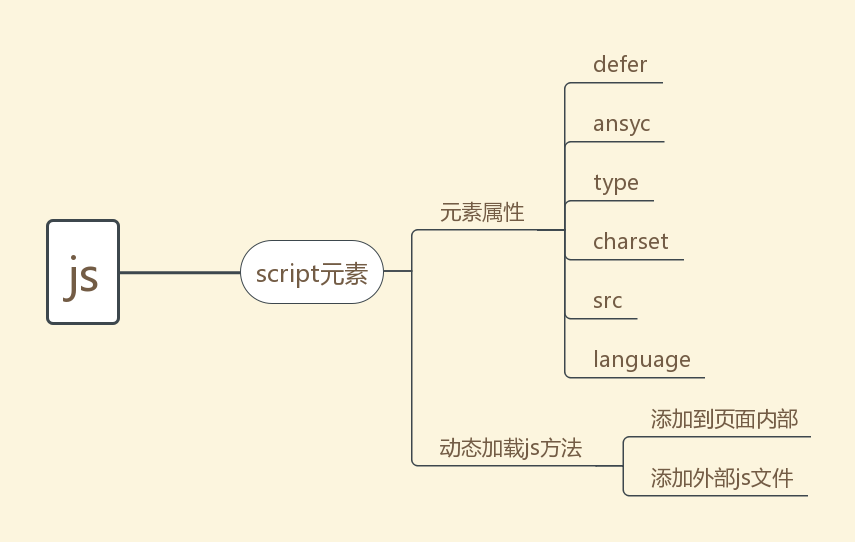 js
script元素
元素属性
defer
ansyc
type
charset
src
language
动态加载js方法
添加到页面内部
添加外部js文件